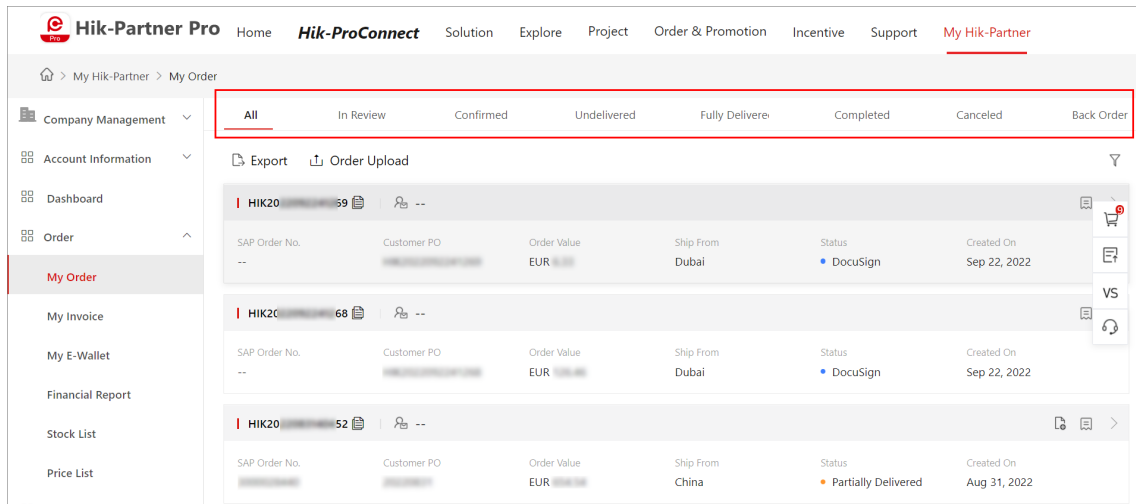 Pro
Hik-Partner Pro Home Hik-ProConnect Solution Explore Project Order & Promotion Incentive Support My Hik-Partner
> My Hik-Partner > My Order
Company Management
Account Information
Dashboard
Order
My Order
My Invoice
My E-Wallet
Financial Report
Stock List
Price List
All In Review Confirmed Undelivered Fully Delivere Completed Canceled Back Order
Export Order Upload
HIK20 59 --
9
SAP Order No. Customer PO Order Value Ship From Status Created On
-- EUR Dubai DocuSign Sep 22, 2022
VS
HIK20 68 --
SAP Order No. Customer PO Order Value Ship From Status Created On
-- EUR Dubai DocuSign Sep 22, 2022
HIK20 52 --
SAP Order No. Customer PO Order Value Ship From Status Created On
EUR China Partially Delivered Aug 31, 2022